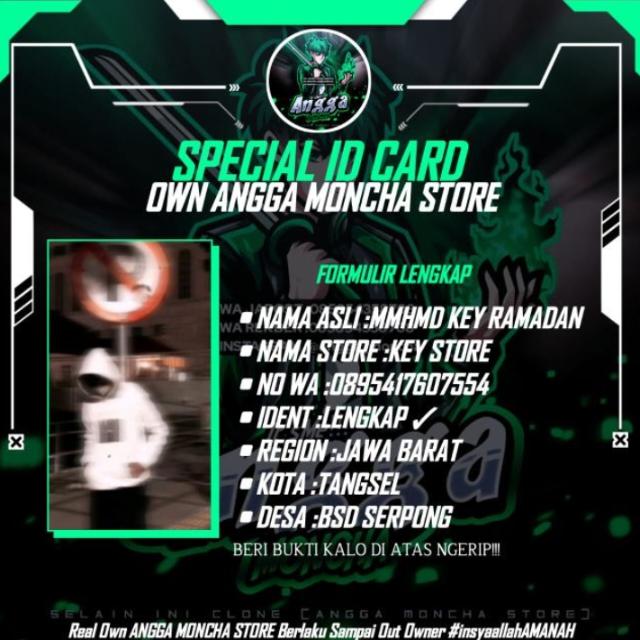 Angga
SPECIAL ID CARD
OWN ANGGA MONCHA STORE
FORMULIR LENGKAP
• NAMA ASLI :MMHMD KEY RAMADAN
• NAMA STORE :KEY STORE
• NO WA :0895417607554
• IDENT :LENGKAP ✓
• REGION :JAWA BARAT
• KOTA :TANGSEL
• DESA :BSD SERPONG
BERI BUKTI KALO DI ATAS NGERIP!!!
MONCHA
SELAIN INI CLONE [ANGGA MONCHA STORE]
Real Own ANGGA MONCHA STORE Berlaku Sampai Out Owner #insyaallahAMANAH